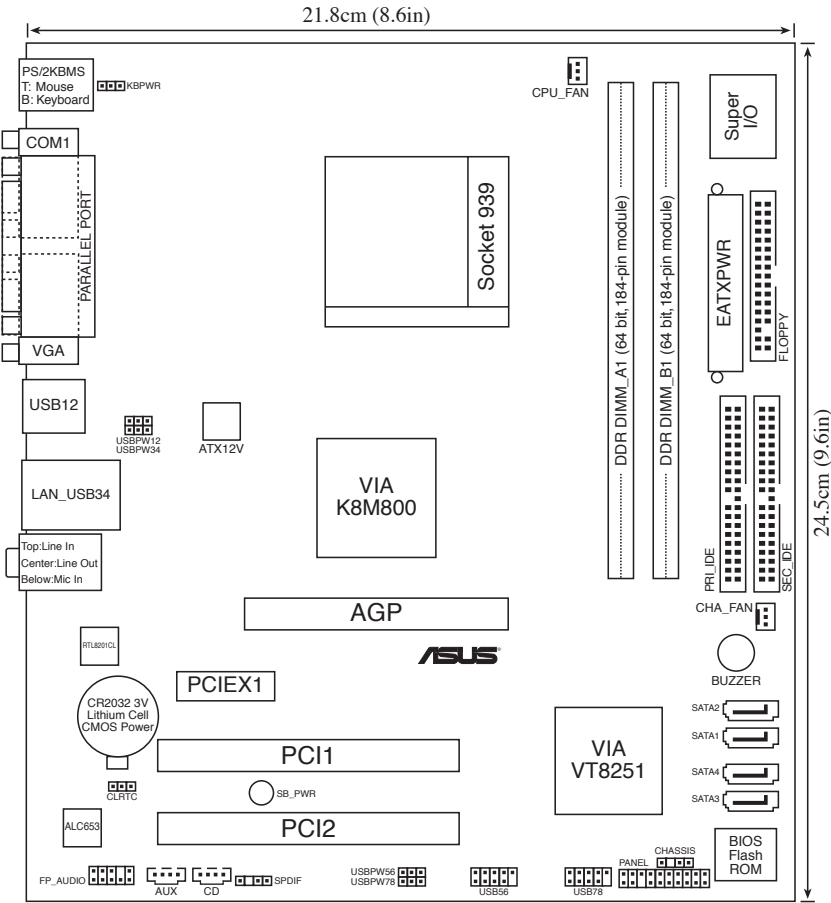 21.8cm (8.6in)
PS/2KBMS
T: Mouse
B: Keyboard
KBPWR
CPU_FAN
Super
I/O
COM1
PARALLEL PORT
Socket 939
DDR DIMM_A1 (64 bit,184-pin module)
DDR DIMM_B1 (64 bit,184-pin module)
EATXPWR
FLOPPY
VGA
USB12
USBPW12
USBPW34
ATX12V
24.5cm (9.6in)
LAN_USB34
VIA
K8M800
Top:Line In
Center:Line Out
Below:Mic In
PRI_IDE
SEC_IDE
AGP
CHA_FAN
RTL8201CL
ASUS
BUZZER
PCIEX1
CR2032 3V
Lithium Cell
CMOS Power
SATA2
SATA1
SATA4
SATA3
PCI1
VIA
VT8251
CLRTC
SB_PWR
ALC653
PCI2
BIOS
Flash
ROM
CHASSIS
PANEL
FP_AUDIO
AUX
CD
SPDIF
USBPW56
USBPW78
USB56
USB78